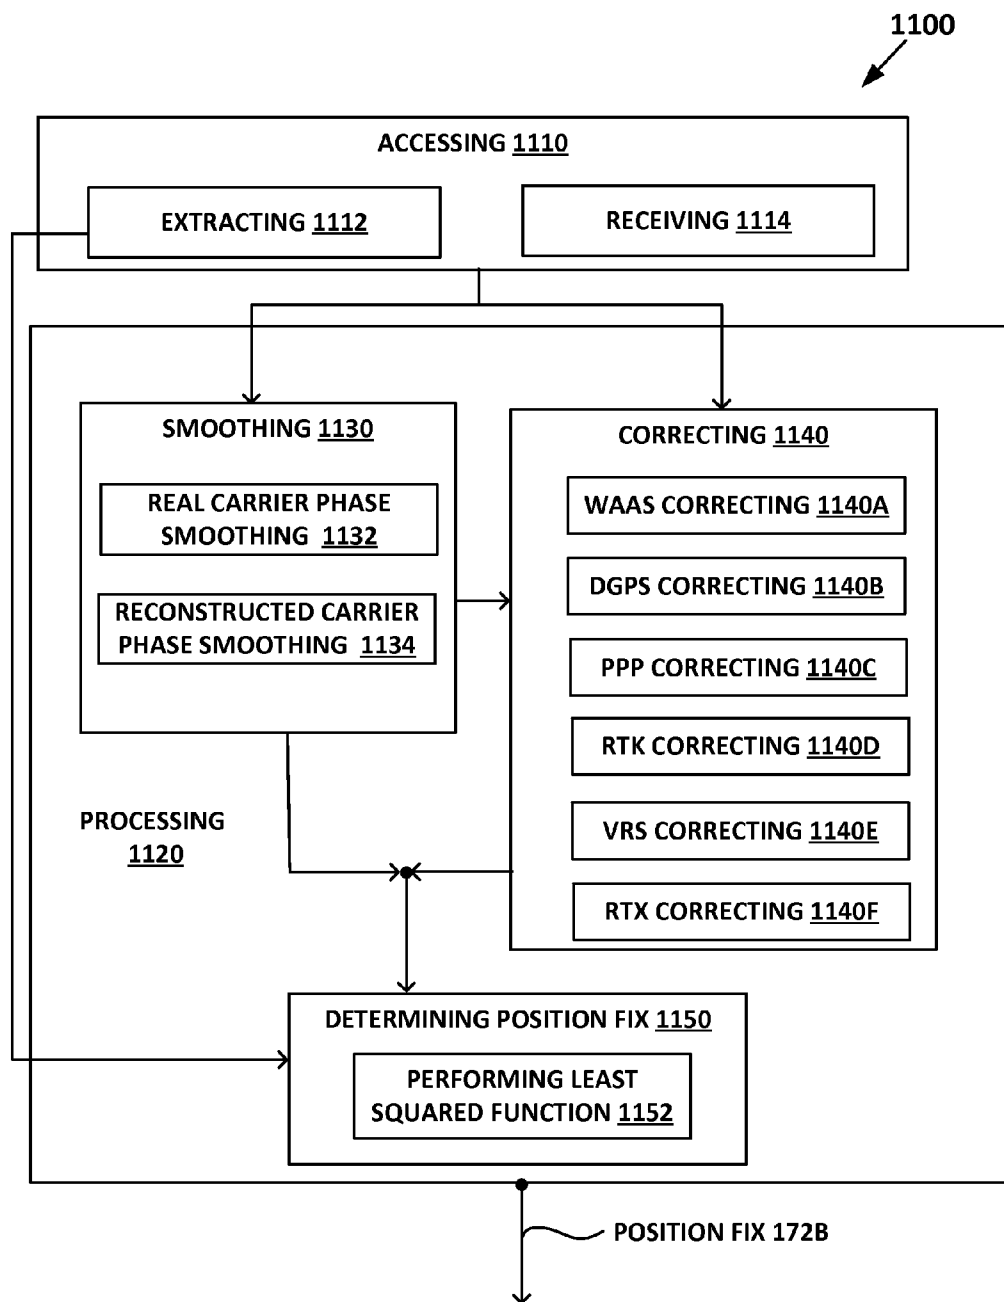 1100
ACCESSING 1110
EXTRACTING 1112
RECEIVING 1114
SMOOTHING 1130
REAL CARRIER PHASE
SMOOTHING 1132
RECONSTRUCTED CARRIER
PHASE SMOOTHING 1134
CORRECTING 1140
WAAS CORRECTING 1140A
DGPS CORRECTING 1140B
PPP CORRECTING 1140C
RTK CORRECTING 1140D
VRS CORRECTING 1140E
RTX CORRECTING 1140F
PROCESSING
1120
DETERMINING POSITION FIX 1150
PERFORMING LEAST
SQUARED FUNCTION 1152
POSITION FIX 172B